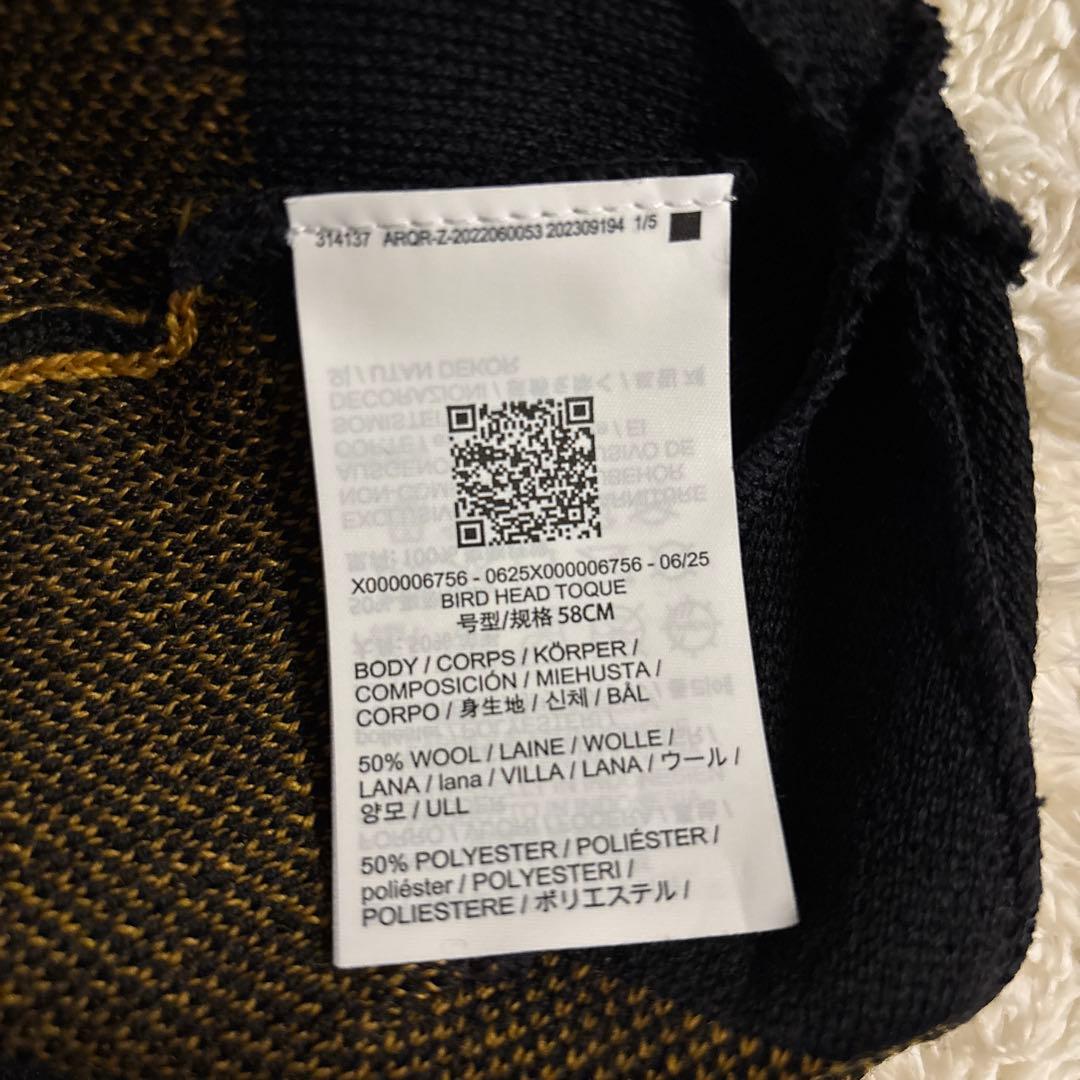 314137 ARQR-Z-2022060053 202309194 1/5
X000006756 - 0625X000006756 - 06/25
BIRD HEAD TOQUE
号型/规格 58CM
BODY / CORPS / KÖRPER /
COMPOSICIÓN / MIEHUSTA /
CORPO / 身生地 / 신체 / BÅL
50% WOOL / LAINE / WOLLE /
LANA / lana / VILLA / LANA / ウール /
양모 / ULL
50% POLYESTER / POLIÉSTER /
poliéster / POLYESTERI /
POLIESTERE / ポリエステル /